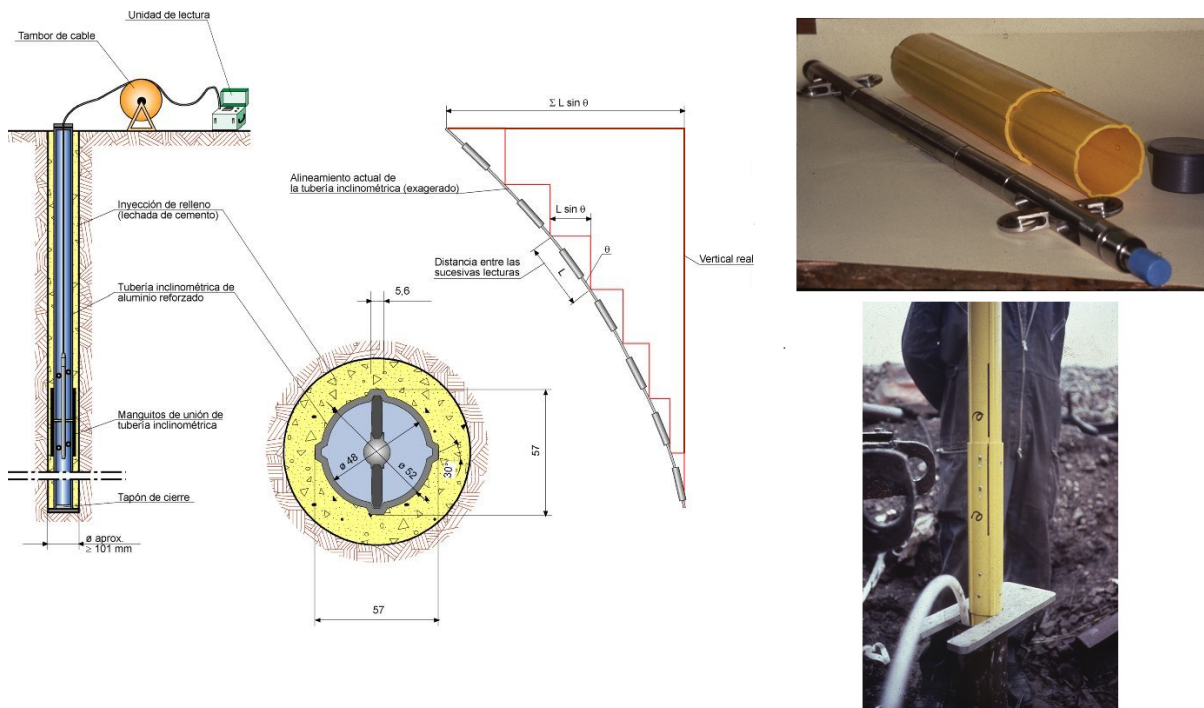 Unidad de lectura
Tambor de cable
Σ L sin θ
Alineamiento actual de
la tubería inclinométrica (exagerado)
Inyección de relleno
(lechada de cemento)
L sin θ
Vertical real
Distancia entre las
sucesivas lecturas
θ
L
Tubería inclinométrica de
aluminio reforzado
5,6
Manguitos de unión de
tubería inclinométrica
ø 48
ø 52
30°
57
Tapón de cierre
ø aprox.
≥ 101 mm
57